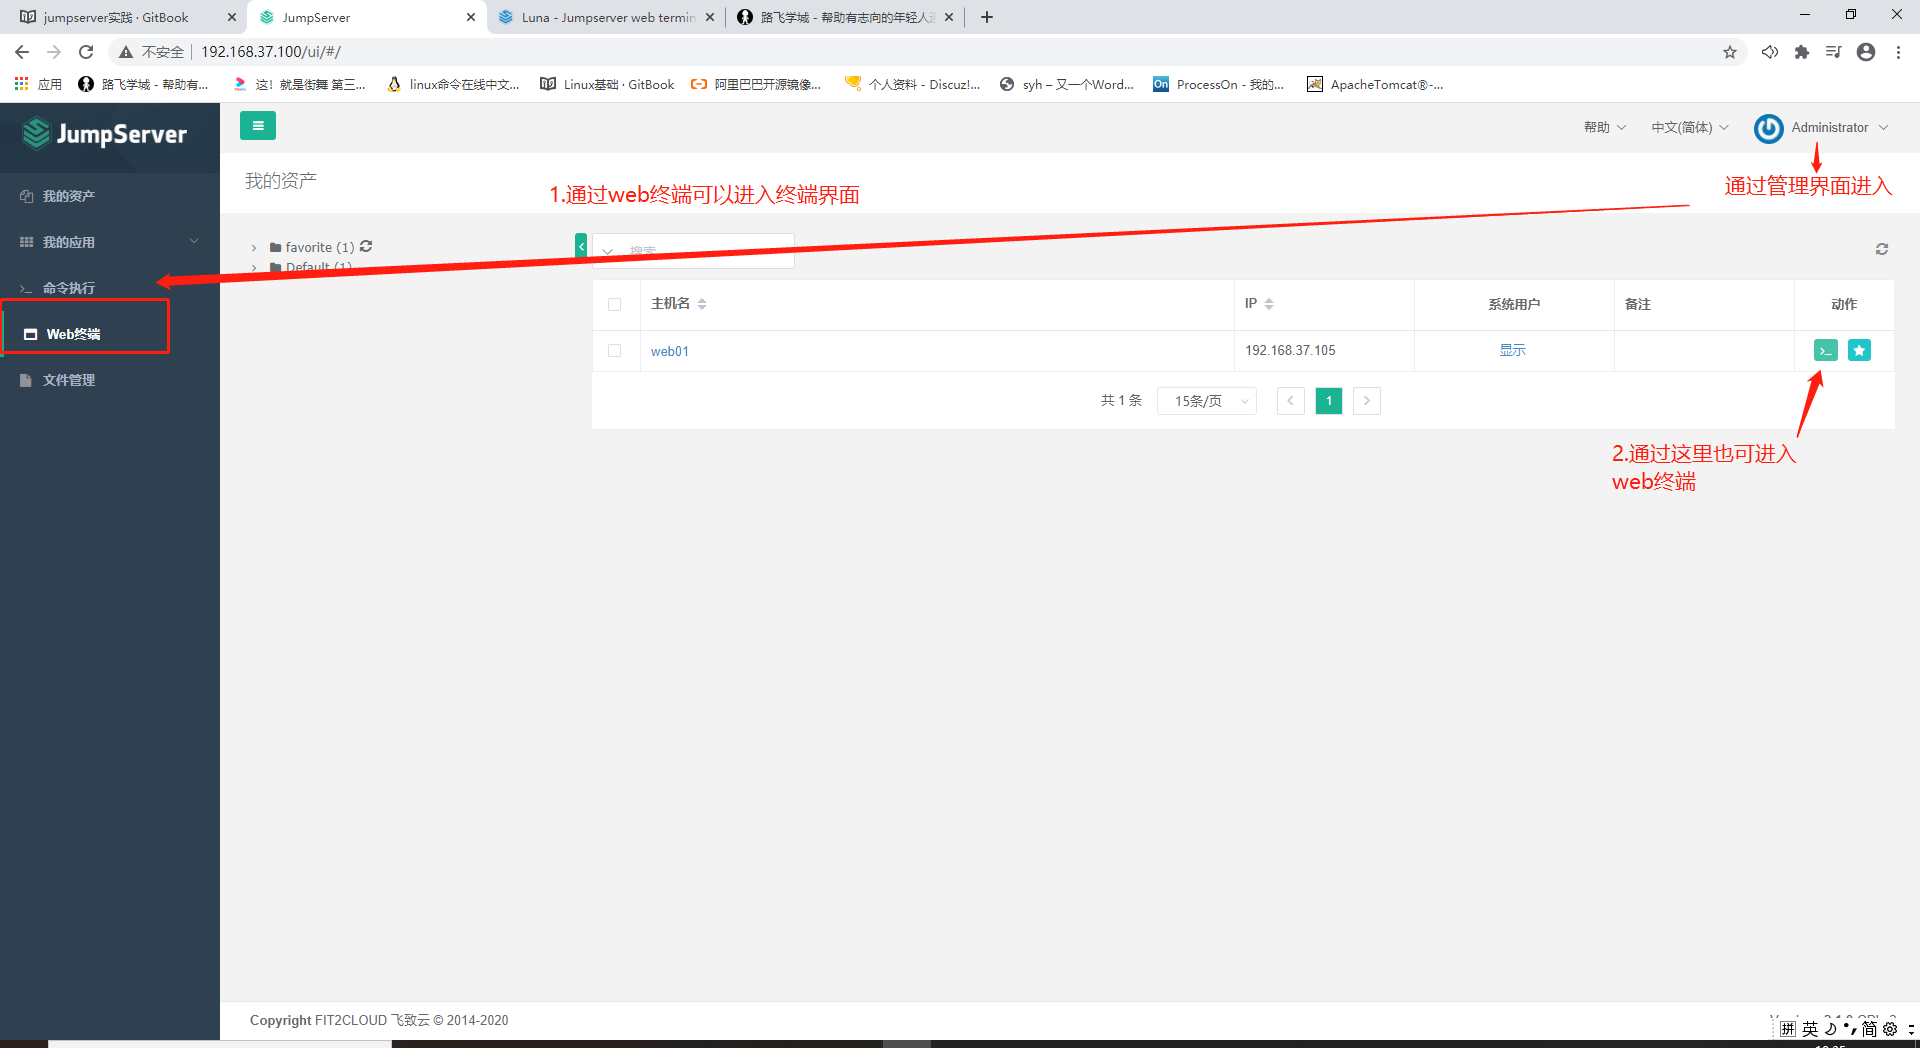 jumpserver实践 · GitBook
JumpServer
Luna - Jumpserver web termin
路飞学城 - 帮助有志向的年轻人
不安全
192.168.37.100/ui/#/
应用
路飞学城 - 帮助有...
这！就是街舞 第三...
linux命令在线中文...
Linux基础 · GitBook
阿里巴巴开源镜像...
个人资料 - Discuz!...
syh – 又一个Word...
On
ProcessOn - 我的...
ApacheTomcat®-...
JumpServer
帮助
中文(简体)
Administrator
我的资产
我的应用
命令执行
Web终端
文件管理
我的资产
1.通过web终端可以进入终端界面
通过管理界面进入
favorite (1)
Default (1)
搜索
主机名
IP
系统用户
备注
动作
web01
192.168.37.105
显示
共 1 条
15条/页
1
2.通过这里也可进入
web终端
Copyright FIT2CLOUD 飞致云 © 2014-2020
拼 英 简